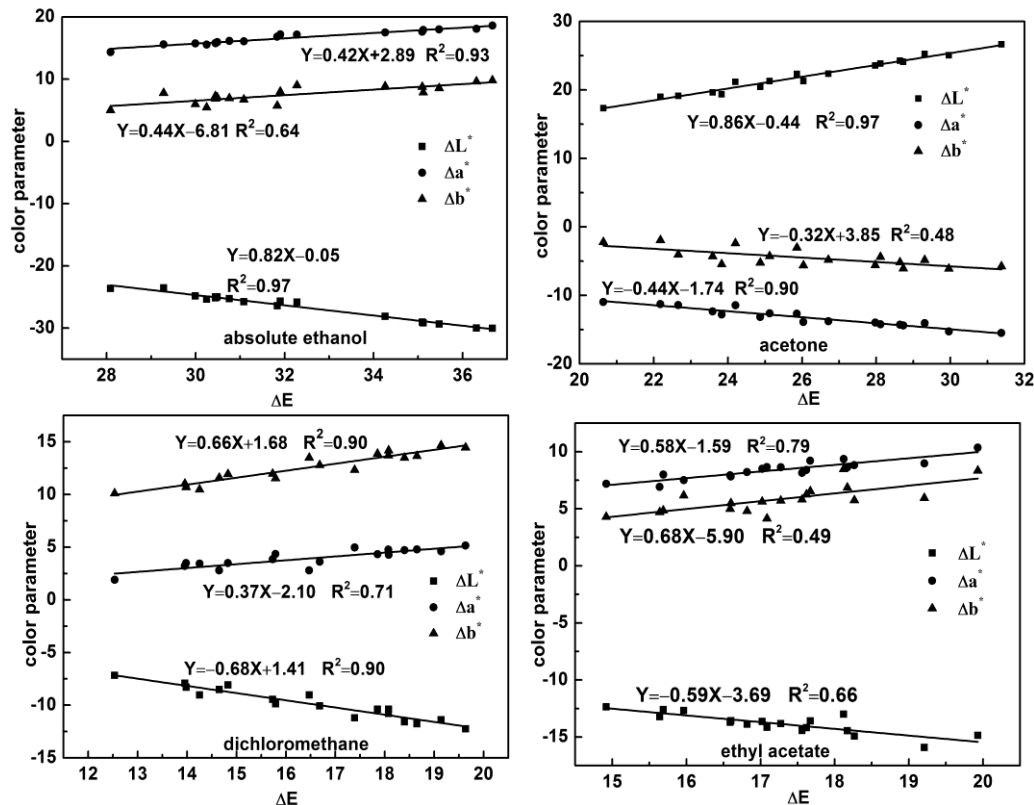 20
10
0
-10
-20
-30
color parameter
Y=0.42X+2.89 R²=0.93
Y=0.44X−6.81 R²=0.64
ΔL*
Δa*
Δb*
Y=0.82X−0.05
R²=0.97
absolute ethanol
28 30 32 34 36
ΔE
30
20
10
0
-10
-20
color parameter
Y=0.86X−0.44 R²=0.97
ΔL*
Δa*
Δb*
Y=−0.32X+3.85 R²=0.48
Y=−0.44X−1.74 R²=0.90
acetone
20 22 24 26 28 30 32
ΔE
15
10
5
0
-5
-10
-15
color parameter
Y=0.66X+1.68 R²=0.90
Y=0.37X−2.10 R²=0.71
ΔL*
Δa*
Δb*
Y=−0.68X+1.41 R²=0.90
dichloromethane
12 13 14 15 16 17 18 19 20
ΔE
10
5
0
-5
-10
-15
color parameter
Y=0.58X−1.59 R²=0.79
Y=0.68X−5.90 R²=0.49
ΔL*
Δa*
Δb*
Y=−0.59X−3.69 R²=0.66
ethyl acetate
15 16 17 18 19 20
ΔE